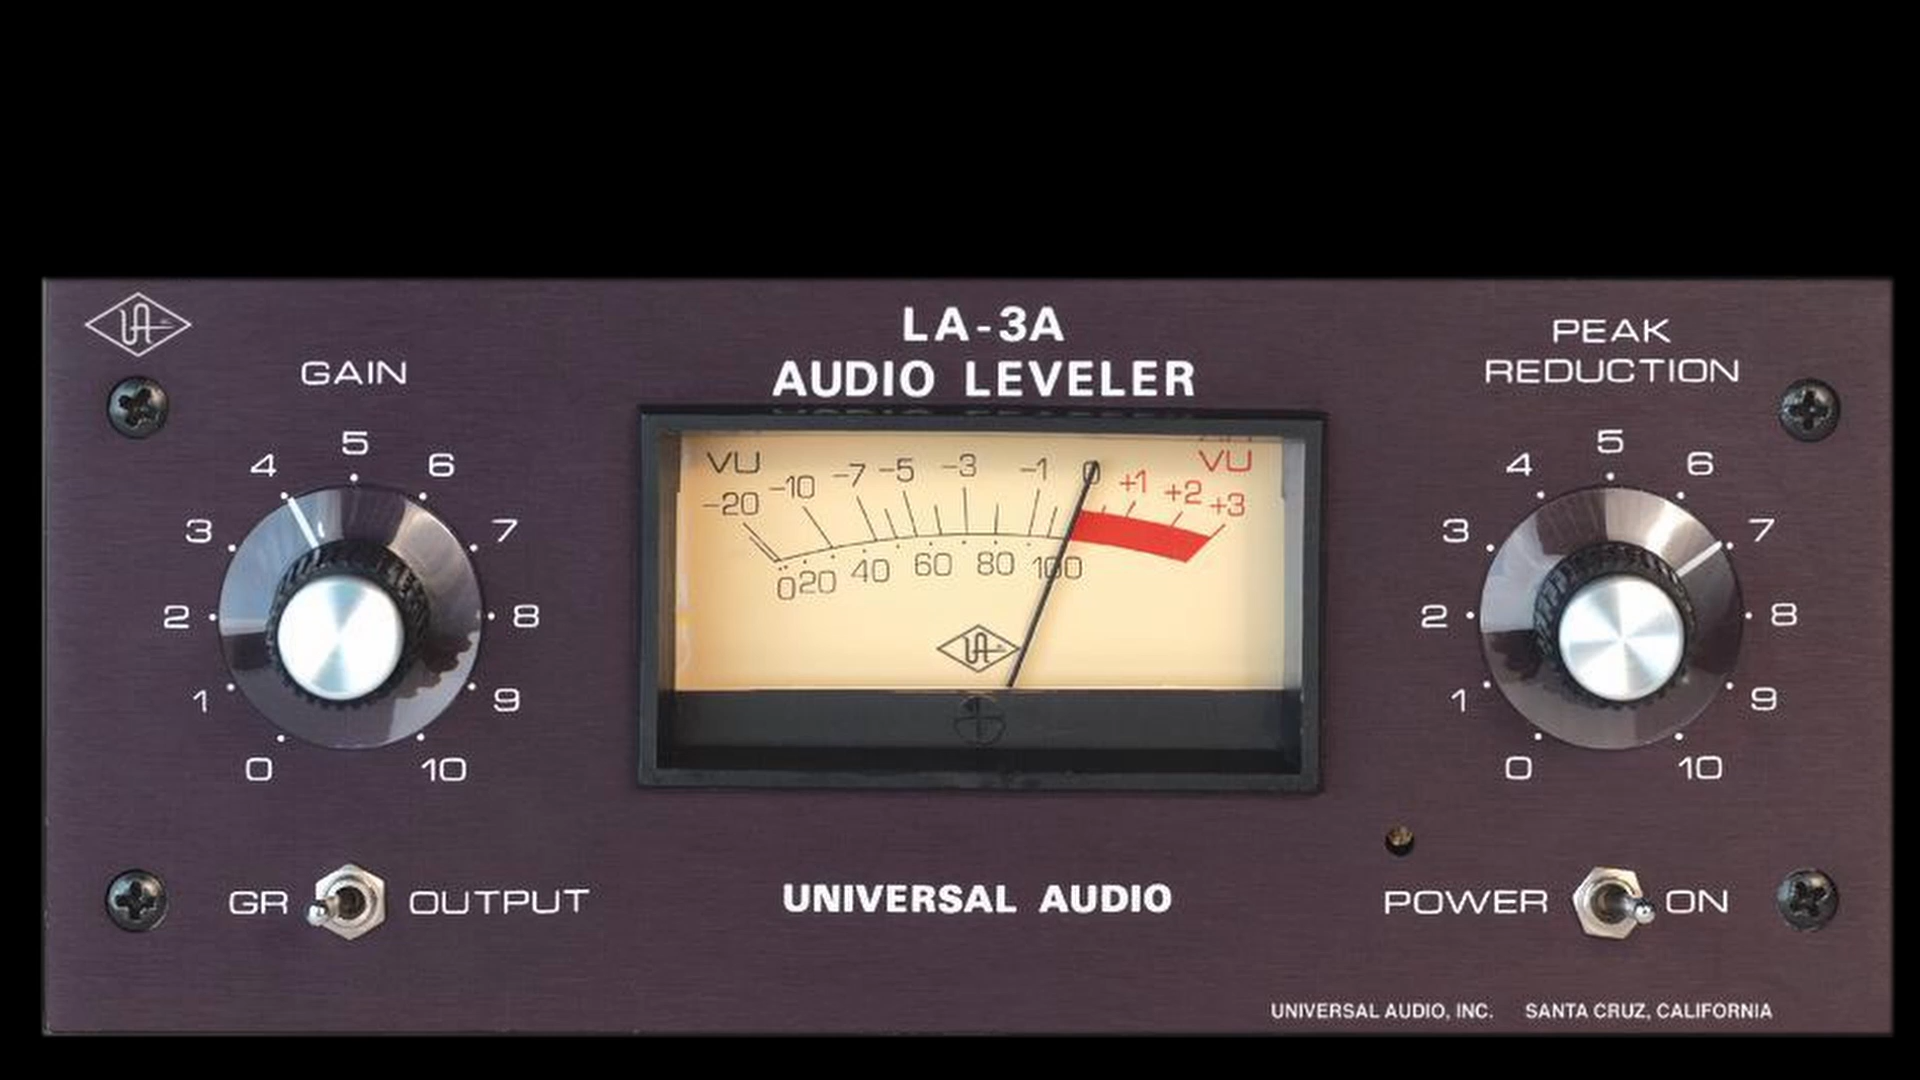 LA-3A
AUDIO LEVELER
GAIN
0 1 2 3 4 5 6 7 8 9 10
VU VU
-20 -10 -7 -5 -3 -1 0 +1 +2 +3
0 20 40 60 80 100
PEAK
REDUCTION
0 1 2 3 4 5 6 7 8 9 10
GR OUTPUT
UNIVERSAL AUDIO
POWER ON
UNIVERSAL AUDIO, INC. SANTA CRUZ, CALIFORNIA